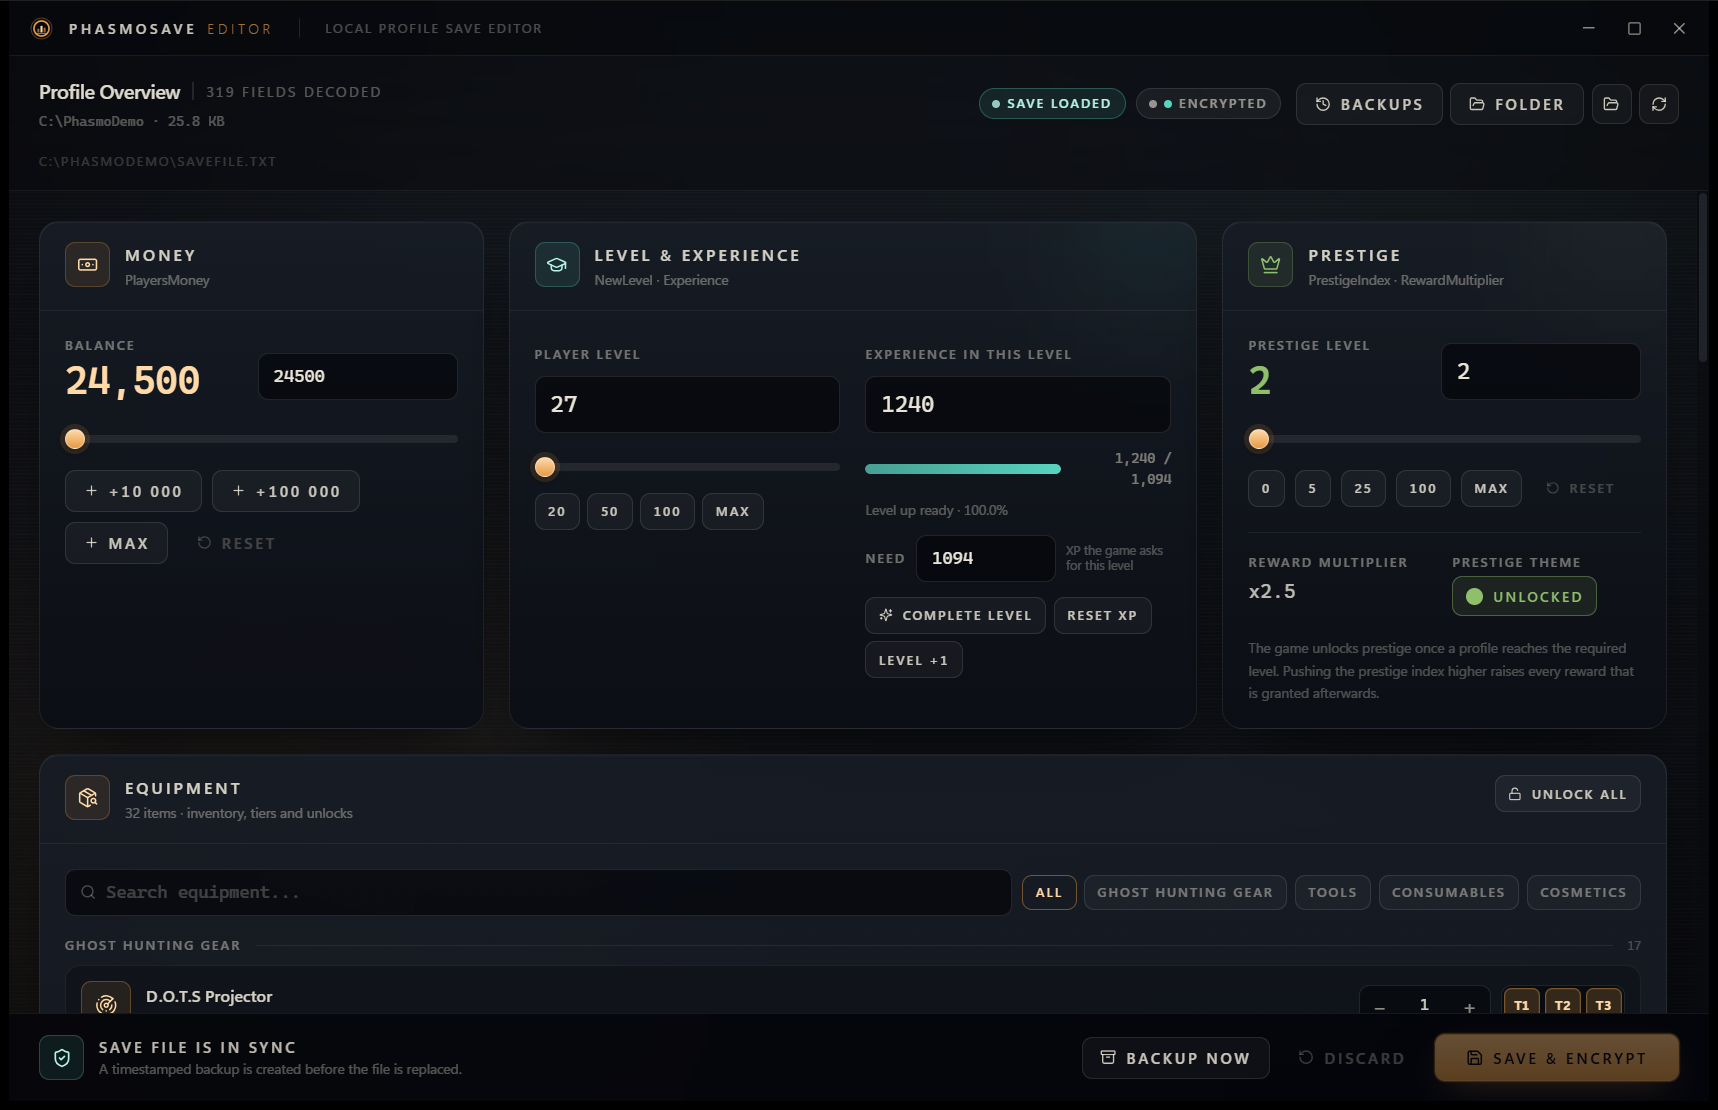 PHASMOSAVE EDITOR
LOCAL PROFILE SAVE EDITOR
Profile Overview
319 FIELDS DECODED
C:\PhasmoDemo · 25.8 KB
C:\PHASMODEMO\SAVEFILE.TXT
SAVE LOADED
ENCRYPTED
BACKUPS
FOLDER
MONEY
PlayersMoney
BALANCE
24,500
24500
+ +10 000
+ +100 000
+ MAX
RESET
LEVEL & EXPERIENCE
NewLevel · Experience
PLAYER LEVEL
27
20
50
100
MAX
EXPERIENCE IN THIS LEVEL
1240
1,240 /
1,094
Level up ready · 100.0%
NEED
1094
XP the game asks
for this level
COMPLETE LEVEL
RESET XP
LEVEL +1
PRESTIGE
PrestigeIndex · RewardMultiplier
PRESTIGE LEVEL
2
2
0
5
25
100
MAX
RESET
REWARD MULTIPLIER
x2.5
PRESTIGE THEME
UNLOCKED
The game unlocks prestige once a profile reaches the required
level. Pushing the prestige index higher raises every reward that
is granted afterwards.
EQUIPMENT
32 items · inventory, tiers and unlocks
UNLOCK ALL
Search equipment...
ALL
GHOST HUNTING GEAR
TOOLS
CONSUMABLES
COSMETICS
GHOST HUNTING GEAR
17
D.O.T.S Projector
− 1 +
T1
T2
T3
SAVE FILE IS IN SYNC
A timestamped backup is created before the file is replaced.
BACKUP NOW
DISCARD
SAVE & ENCRYPT